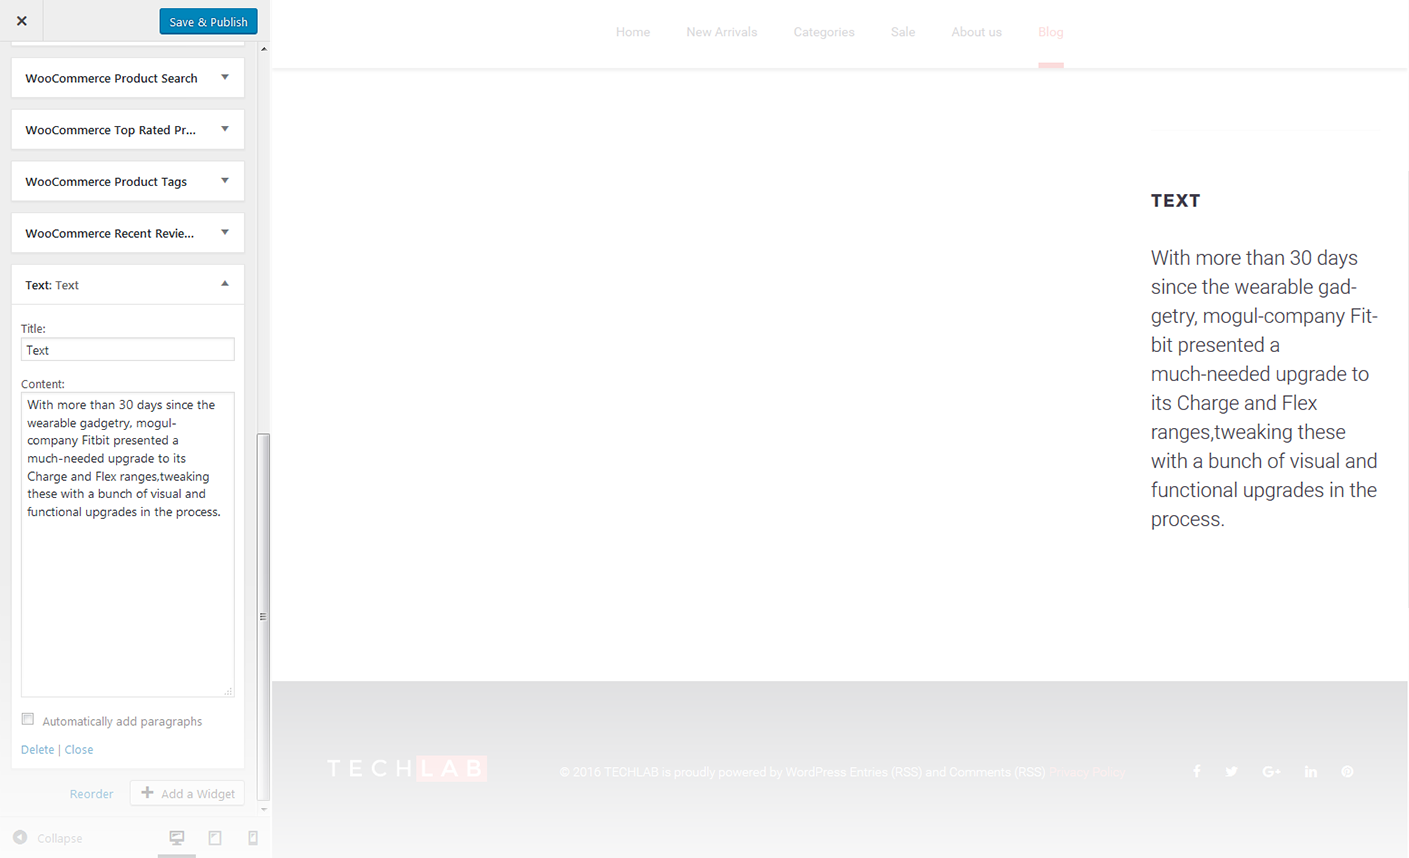 Save & Publish
WooCommerce Product Search
WooCommerce Top Rated Pr...
WooCommerce Product Tags
WooCommerce Recent Revie...
Text: Text
Title:
Text
Content:
With more than 30 days since the
wearable gadgetry, mogul-
company Fitbit presented a
much-needed upgrade to its
Charge and Flex ranges,tweaking
these with a bunch of visual and
functional upgrades in the process.
Automatically add paragraphs
Delete | Close
Reorder
Add a Widget
Collapse
Home New Arrivals Categories Sale About us Blog
TEXT
With more than 30 days
since the wearable gad-
getry, mogul-company Fit-
bit presented a
much-needed upgrade to
its Charge and Flex
ranges,tweaking these
with a bunch of visual and
functional upgrades in the
process.
TECHLAB
© 2016 TECHLAB is proudly powered by WordPress Entries (RSS) and Comments (RSS) Privacy Policy